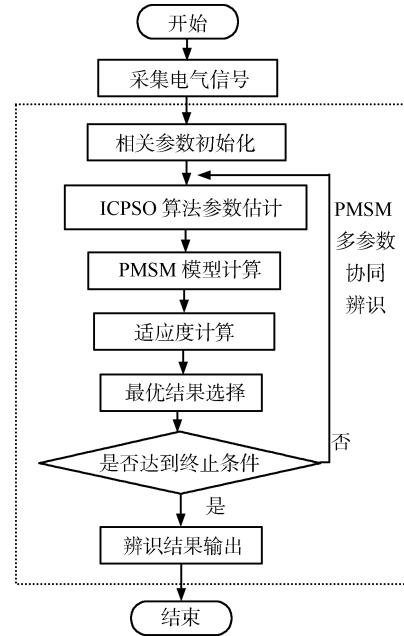 开始
采集电气信号
相关参数初始化
ICPSO 算法参数估计
PMSM
多参数
协同
辨识
PMSM 模型计算
适应度计算
最优结果选择
是否达到终止条件
否
是
辨识结果输出
结束